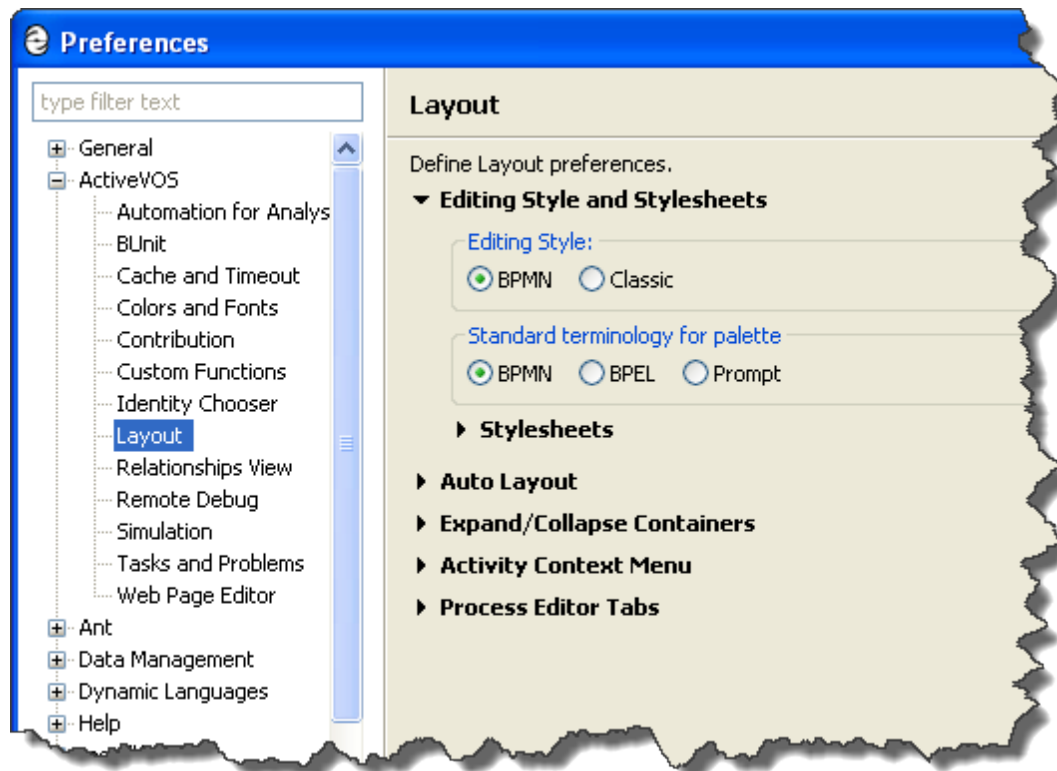 Preferences
type filter text
General
ActiveVOS
Automation for Analys
BUnit
Cache and Timeout
Colors and Fonts
Contribution
Custom Functions
Identity Chooser
Layout
Relationships View
Remote Debug
Simulation
Tasks and Problems
Web Page Editor
Ant
Data Management
Dynamic Languages
Help
Layout
Define Layout preferences.
Editing Style and Stylesheets
Editing Style:
BPMN Classic
Standard terminology for palette
BPMN BPEL Prompt
Stylesheets
Auto Layout
Expand/Collapse Containers
Activity Context Menu
Process Editor Tabs